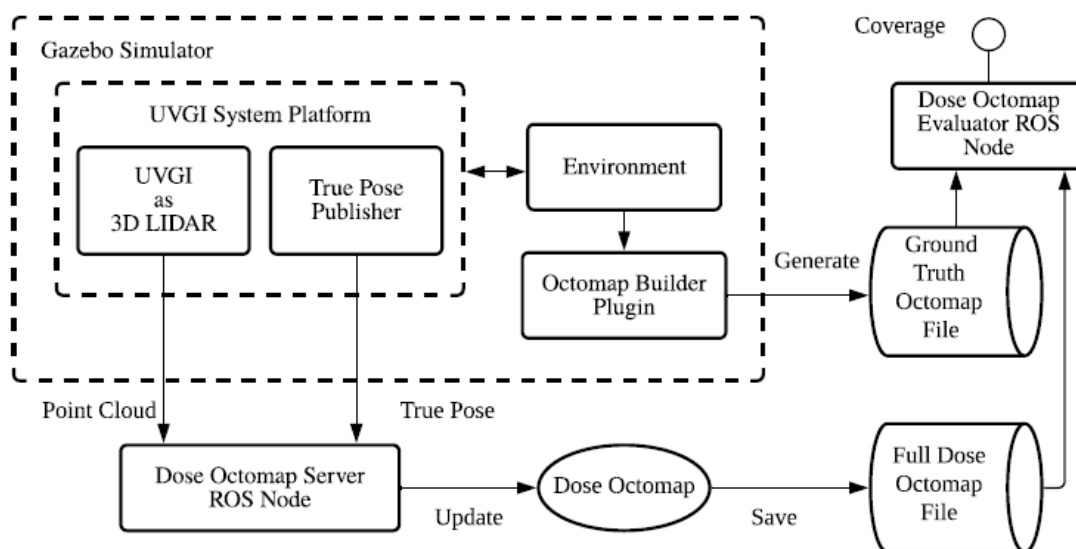 Coverage
Gazebo Simulator
UVGI System Platform
UVGI
as
3D LIDAR
True Pose
Publisher
Environment
Dose Octomap
Evaluator ROS
Node
Octomap Builder
Plugin
Generate
Ground
Truth
Octomap
File
Point Cloud
True Pose
Dose Octomap Server
ROS Node
Update
Dose Octomap
Save
Full Dose
Octomap
File